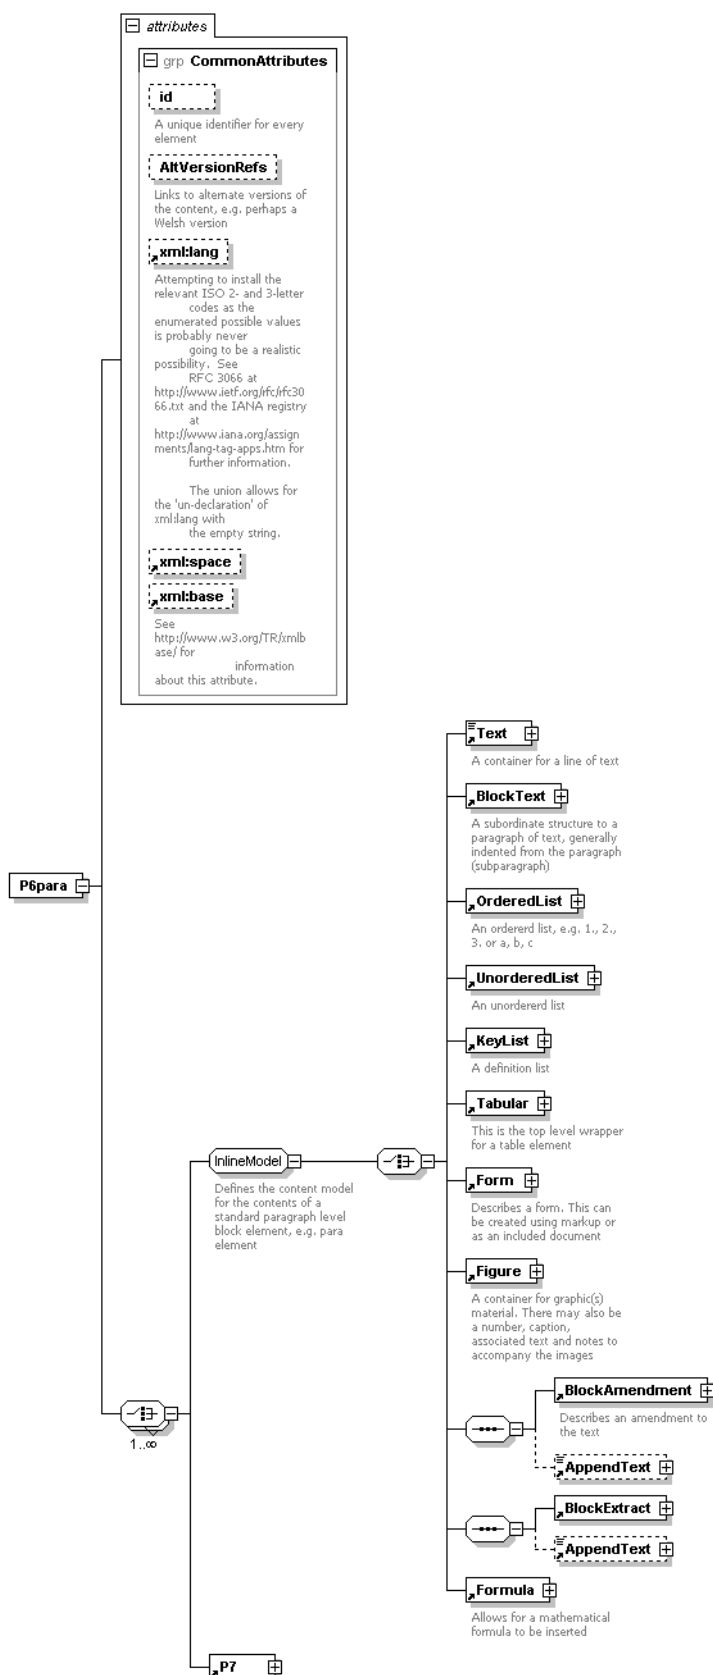 attributes
grp CommonAttributes
id
A unique identifier for every
element
AltVersionRefs
Links to alternate versions of
the content, e.g. perhaps a
Welsh version
xml:lang
Attempting to install the
relevant ISO 2- and 3-letter
codes as the
enumerated possible values
is probably never
going to be a realistic
possibility. See
RFC 3066 at
http://www.ietf.org/rfc/rfc30
66.txt and the IANA registry
at
http://www.iana.org/assign
ments/lang-tag-apps.htm for
further information.
The union allows for
the 'un-declaration' of
xml:lang with
the empty string.
xml:space
xml:base
See
http://www.w3.org/TR/xmlb
ase/ for
information
about this attribute.
Text
A container for a line of text
BlockText
A subordinate structure to a
paragraph of text, generally
indented from the paragraph
(subparagraph)
P6para
OrderedList
An ordererd list, e.g. 1., 2.,
3. or a, b, c
UnorderedList
An unordererd list
KeyList
A definition list
Tabular
This is the top level wrapper
for a table element
InlineModel
Defines the content model
for the contents of a
standard paragraph level
block element, e.g. para
element
Form
Describes a form. This can
be created using markup or
as an included document
Figure
A container for graphic(s)
material. There may also be
a number, caption,
associated text and notes to
accompany the images
BlockAmendment
Describes an amendment to
the text
1..∞
AppendText
BlockExtract
AppendText
Formula
Allows for a mathematical
formula to be inserted
P7